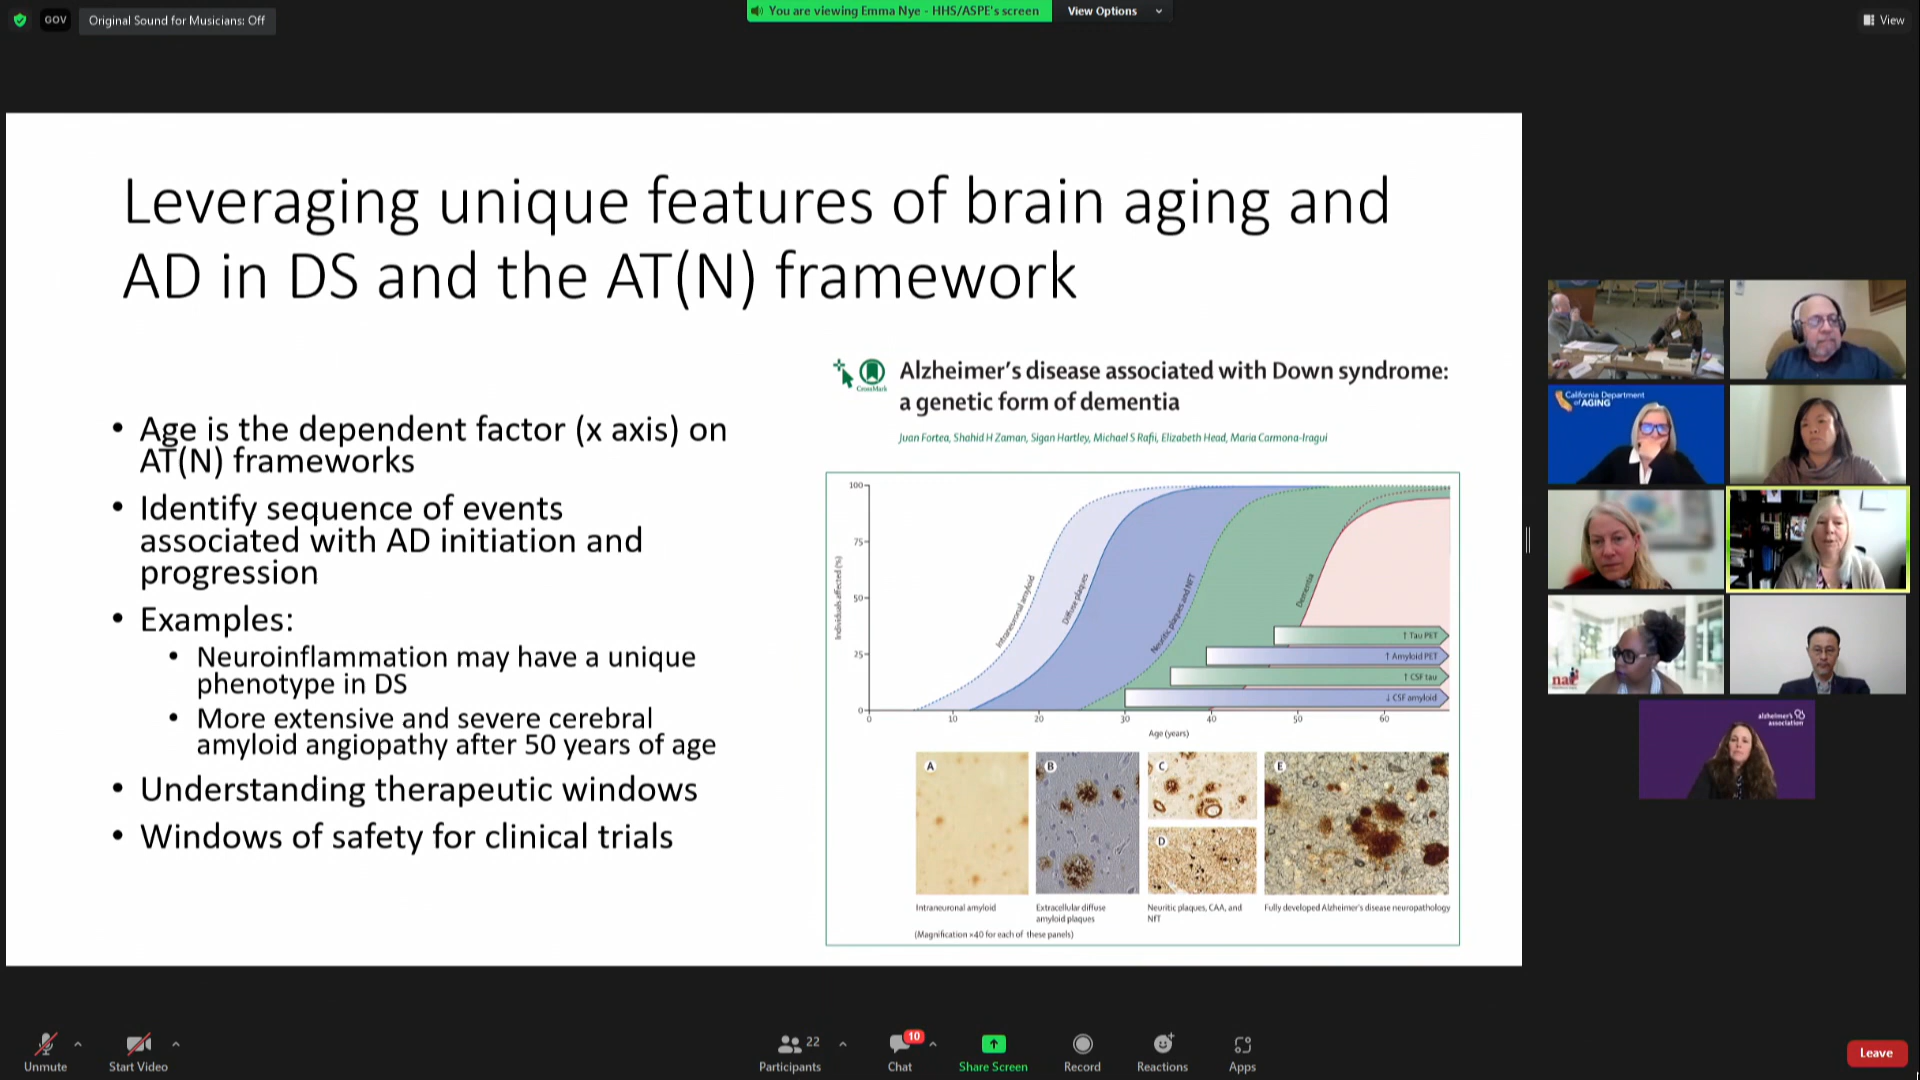 GOV
Original Sound for Musicians: Off
You are viewing Emma Nye - HHS/ASPE's screen
View Options
View
Leveraging unique features of brain aging and
AD in DS and the AT(N) framework
• Age is the dependent factor (x axis) on
AT(N) frameworks
• Identify sequence of events
associated with AD initiation and
progression
• Examples:
• Neuroinflammation may have a unique
phenotype in DS
• More extensive and severe cerebral
amyloid angiopathy after 50 years of age
• Understanding therapeutic windows
• Windows of safety for clinical trials
CrossMark
Alzheimer's disease associated with Down syndrome:
a genetic form of dementia
Juan Fortea, Shahid H Zaman, Sigan Hartley, Michael S Rafii, Elizabeth Head, Maria Carmona-Iragui
Individuals affected (%)
100
75
50
25
0
Intraneuronal amyloid
Diffuse plaques
Neuritic plaques and NFT
Dementia
↑ Tau PET
↑ Amyloid PET
↑ CSF tau
↓ CSF amyloid
0 10 20 30 40 50 60
Age (years)
A
B
C
D
E
Intraneuronal amyloid
Extracellular diffuse
amyloid plaques
Neuritic plaques, CAA, and
NfT
Fully developed Alzheimer's disease neuropathology
(Magnification ×40 for each of these panels)
California Department
of AGING
alzheimer's
association
Unmute
Start Video
22
Participants
10
Chat
Share Screen
Record
Reactions
Apps
Leave